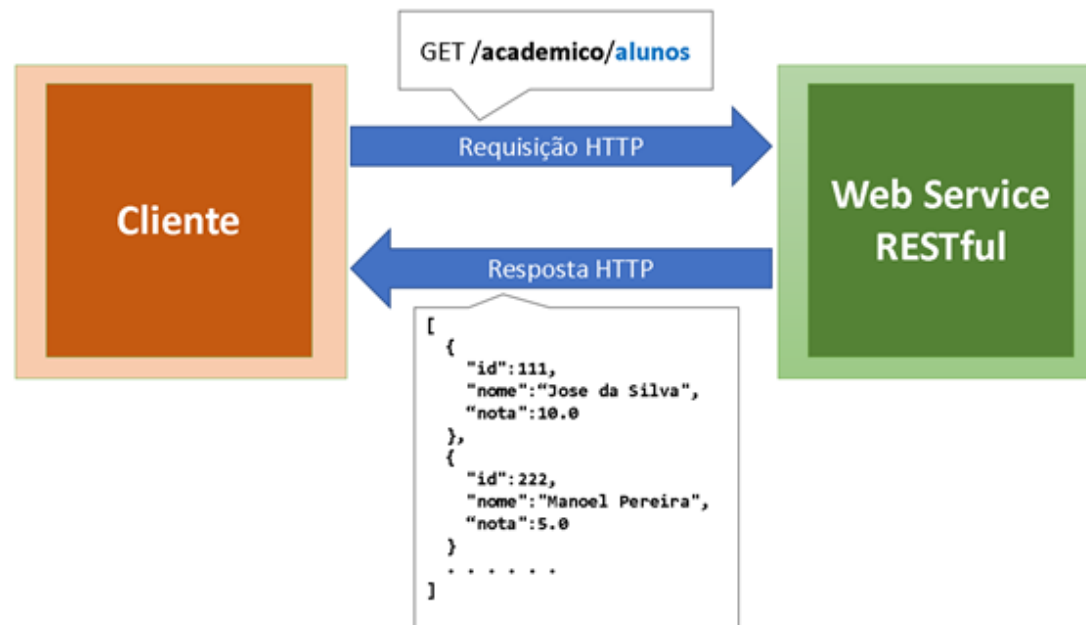 GET /academico/alunos
Requisição HTTP
Cliente
Web Service
RESTful
Resposta HTTP
[
{
"id":111,
"nome":“Jose da Silva",
“nota":10.0
},
{
"id":222,
"nome":"Manoel Pereira",
“nota":5.0
}
. . . . . .
]